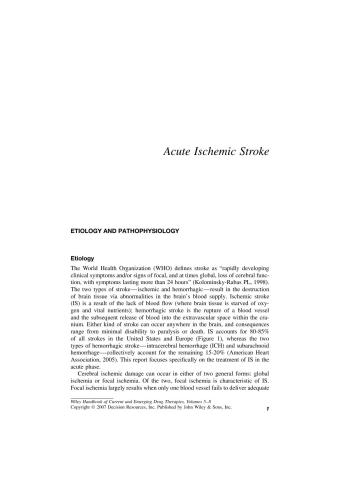 Acute Ischemic Stroke
ETIOLOGY AND PATHOPHYSIOLOGY
Etiology
The World Health Organization (WHO) defines stroke as “rapidly developing
clinical symptoms and/or signs of focal, and at times global, loss of cerebral func-
tion, with symptoms lasting more than 24 hours” (Kolominsky-Rabas PL, 1998).
The two types of stroke—ischemic and hemorrhagic—result in the destruction
of brain tissue via abnormalities in the brain’s blood supply. Ischemic stroke
(IS) is a result of the lack of blood flow (where brain tissue is starved of oxy-
gen and vital nutrients); hemorrhagic stroke is the rupture of a blood vessel
and the subsequent release of blood into the extravascular space within the cra-
nium. Either kind of stroke can occur anywhere in the brain, and consequences
range from minimal disability to paralysis or death. IS accounts for 80-85%
of all strokes in the United States and Europe (Figure 1), whereas the two
types of hemorrhagic stroke—intracerebral hemorrhage (ICH) and subarachnoid
hemorrhage—collectively account for the remaining 15-20% (American Heart
Association, 2005). This report focuses specifically on the treatment of IS in the
acute phase.
Cerebral ischemic damage can occur in either of two general forms: global
ischemia or focal ischemia. Of the two, focal ischemia is characteristic of IS.
Focal ischemia largely results when only one blood vessel fails to deliver adequate
Wiley Handbook of Current and Emerging Drug Therapies, Volumes 5–8
Copyright © 2007 Decision Resources, Inc. Published by John Wiley & Sons, Inc.